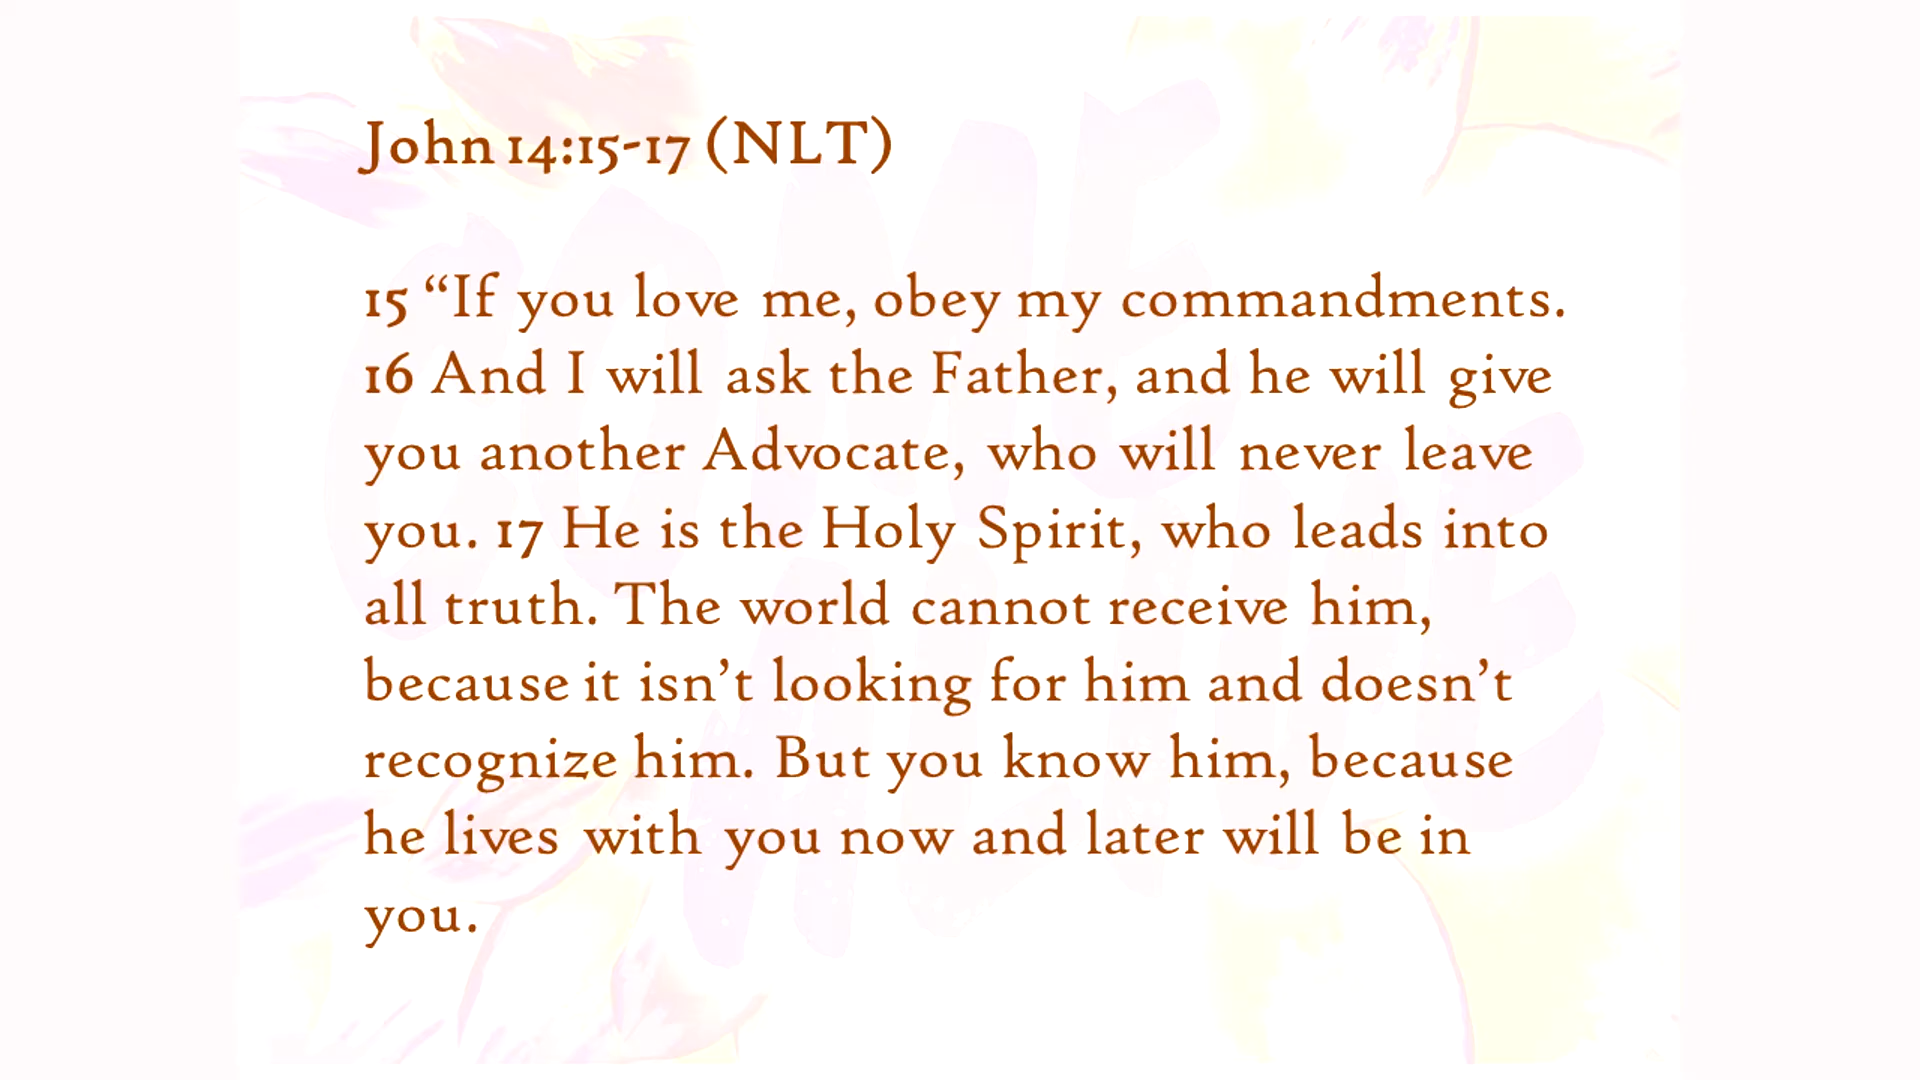 John 14:15-17 (NLT)
15 “If you love me, obey my commandments.
16 And I will ask the Father, and he will give
you another Advocate, who will never leave
you. 17 He is the Holy Spirit, who leads into
all truth. The world cannot receive him,
because it isn’t looking for him and doesn’t
recognize him. But you know him, because
he lives with you now and later will be in
you.